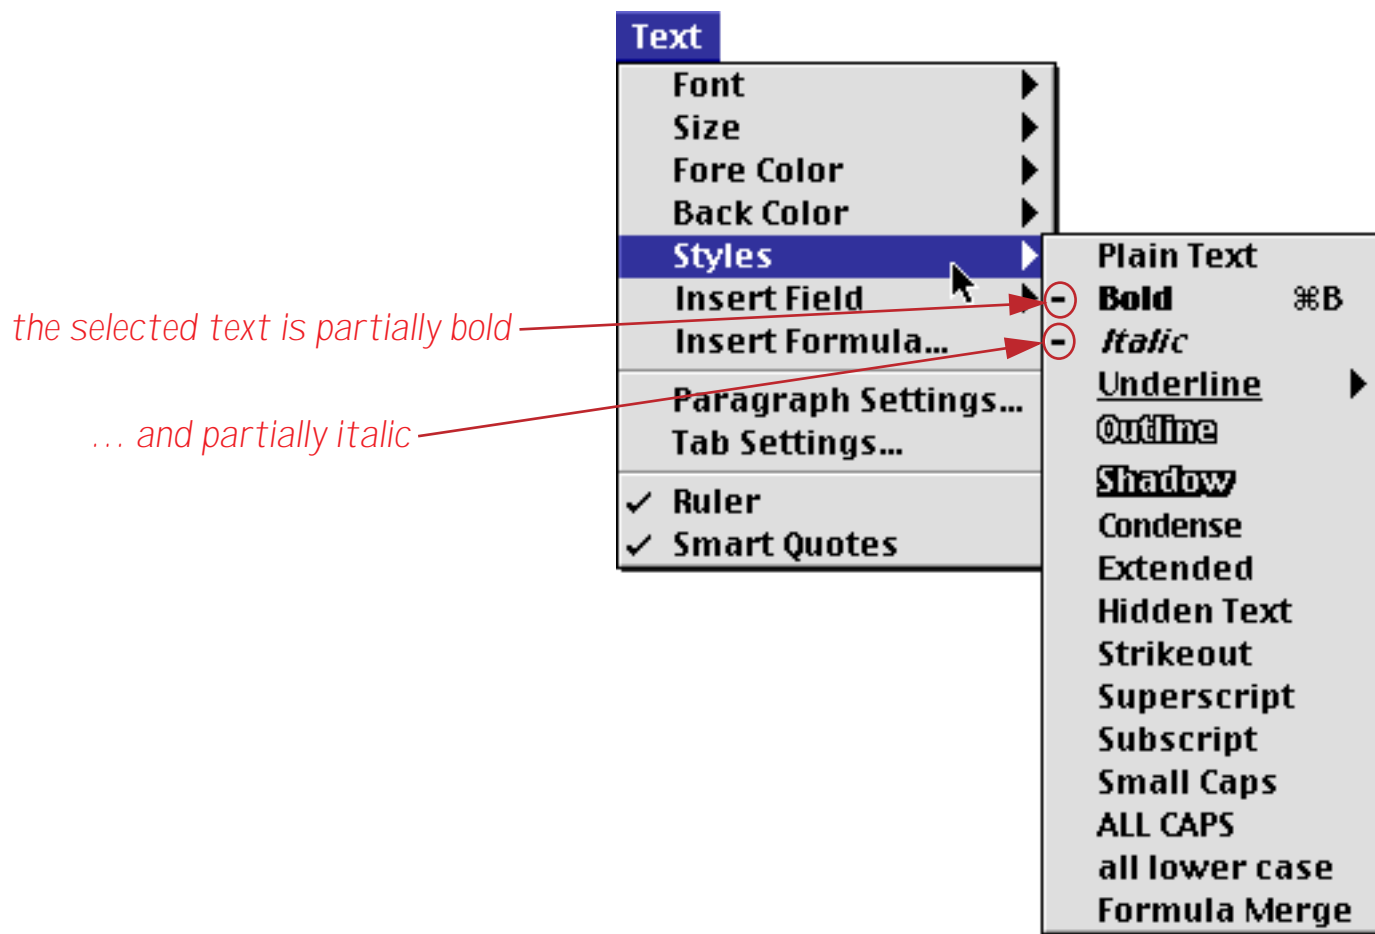 Text
Font
Size
Fore Color
Back Color
Styles
Insert Field
Insert Formula...
Paragraph Settings...
Tab Settings...
✓ Ruler
✓ Smart Quotes
Plain Text
- Bold ⌘B
- Italic
Underline
Outline
Shadow
Condense
Extended
Hidden Text
Strikeout
Superscript
Subscript
Small Caps
ALL CAPS
all lower case
Formula Merge
the selected text is partially bold
... and partially italic